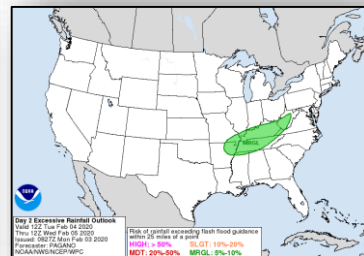 MRGL
noaa
Day 2 Excessive Rainfall Outlook
Valid 12Z Tue Feb 04 2020
Thru 12Z Wed Feb 05 2020
Issued: 0827Z Mon Feb 03 2020
Forecaster: PAGANO
NOAA/NWS/NCEP/WPC
Risk of rainfall exceeding flash flood guidance
within 25 miles of a point
HIGH: > 50% SLGT: 10%-20%
MDT: 20%-50% MRGL: 5%-10%